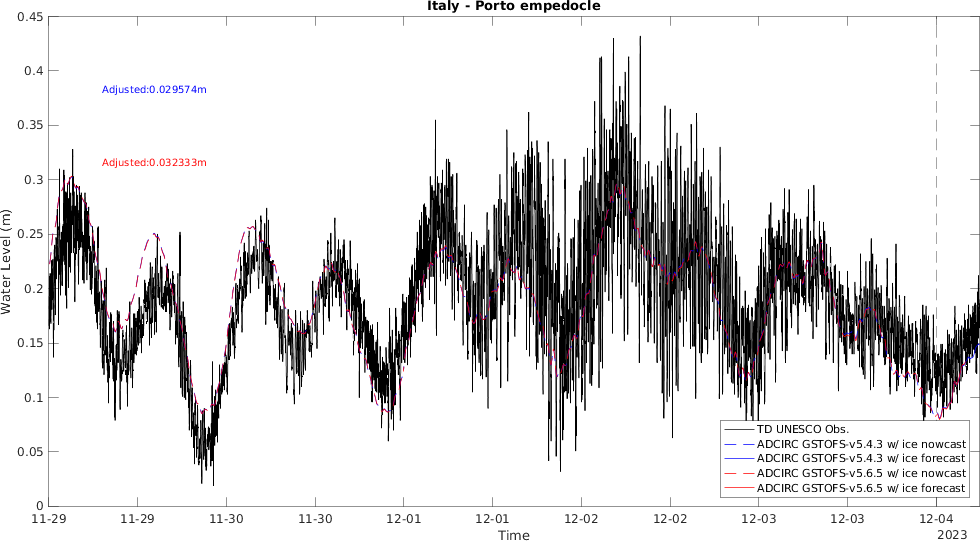 Italy - Porto empedocle
0.45
0.4
0.35
0.3
0.25
0.2
0.15
0.1
0.05
0
Water Level (m)
Adjusted:0.029574m
Adjusted:0.032333m
TD UNESCO Obs.
ADCIRC GSTOFS-v5.4.3 w/ ice nowcast
ADCIRC GSTOFS-v5.4.3 w/ ice forecast
ADCIRC GSTOFS-v5.6.5 w/ ice nowcast
ADCIRC GSTOFS-v5.6.5 w/ ice forecast
11-29 11-29 11-30 11-30 12-01 12-01 12-02 12-02 12-03 12-03 12-04
2023
Time